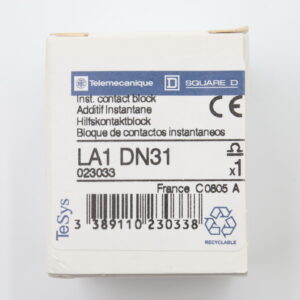 Telemecanique D SQUARE D
Inst. contact block
Additif Instantane
Hilfskontaktblock
Bloque de contactos instantaneos
CE
LA1 DN31
023033
x1
France C0805 A
3 389110 230338
TeSys
RECYCLABLE